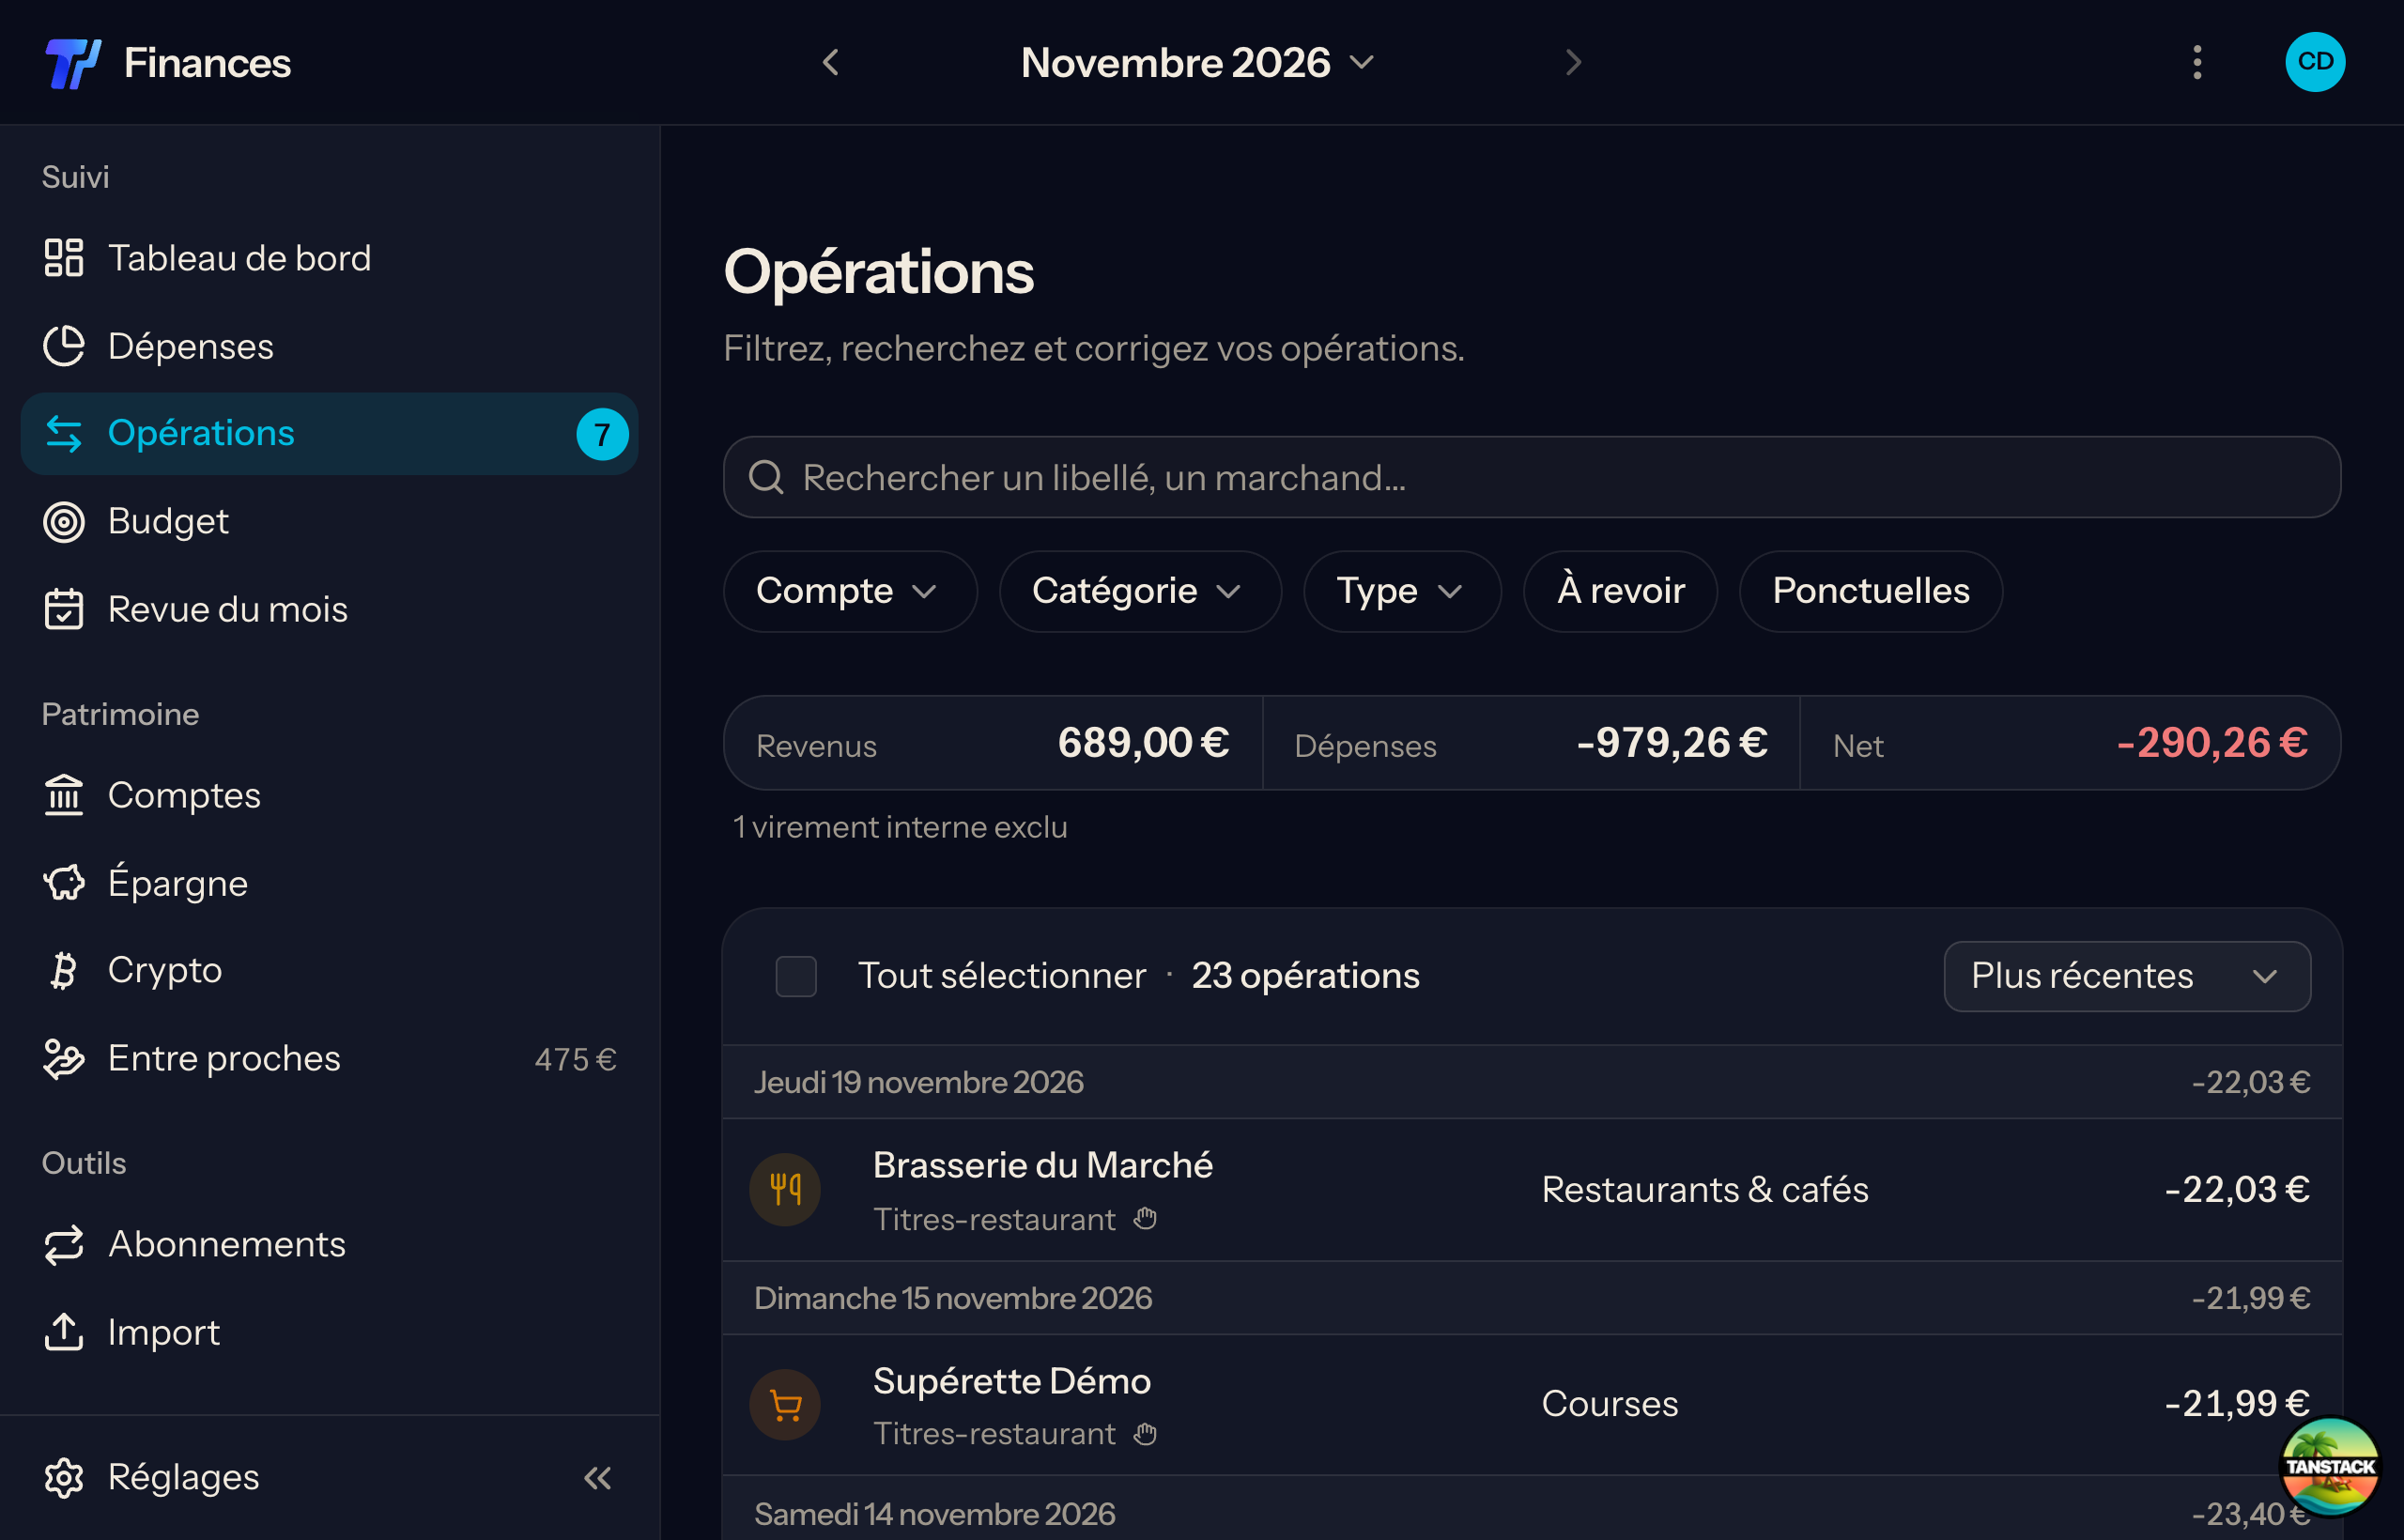 Finances
Novembre 2026
CD
Suivi
Tableau de bord
Dépenses
Opérations
7
Budget
Revue du mois
Patrimoine
Comptes
Épargne
Crypto
Entre proches
475 €
Outils
Abonnements
Import
Réglages
Opérations
Filtrez, recherchez et corrigez vos opérations.
Rechercher un libellé, un marchand...
Compte
Catégorie
Type
À revoir
Ponctuelles
Revenus
689,00 €
Dépenses
-979,26 €
Net
-290,26 €
1 virement interne exclu
Tout sélectionner · 23 opérations
Plus récentes
Jeudi 19 novembre 2026
-22,03 €
Brasserie du Marché
Titres-restaurant
Restaurants & cafés
-22,03 €
Dimanche 15 novembre 2026
-21,99 €
Supérette Démo
Titres-restaurant
Courses
-21,99 €
Samedi 14 novembre 2026
-23,40 €
TANSTACK